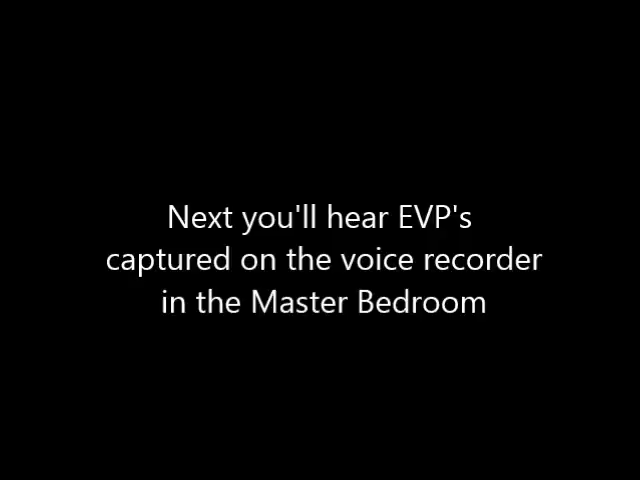 Next you'll hear EVP's
captured on the voice recorder
in the Master Bedroom